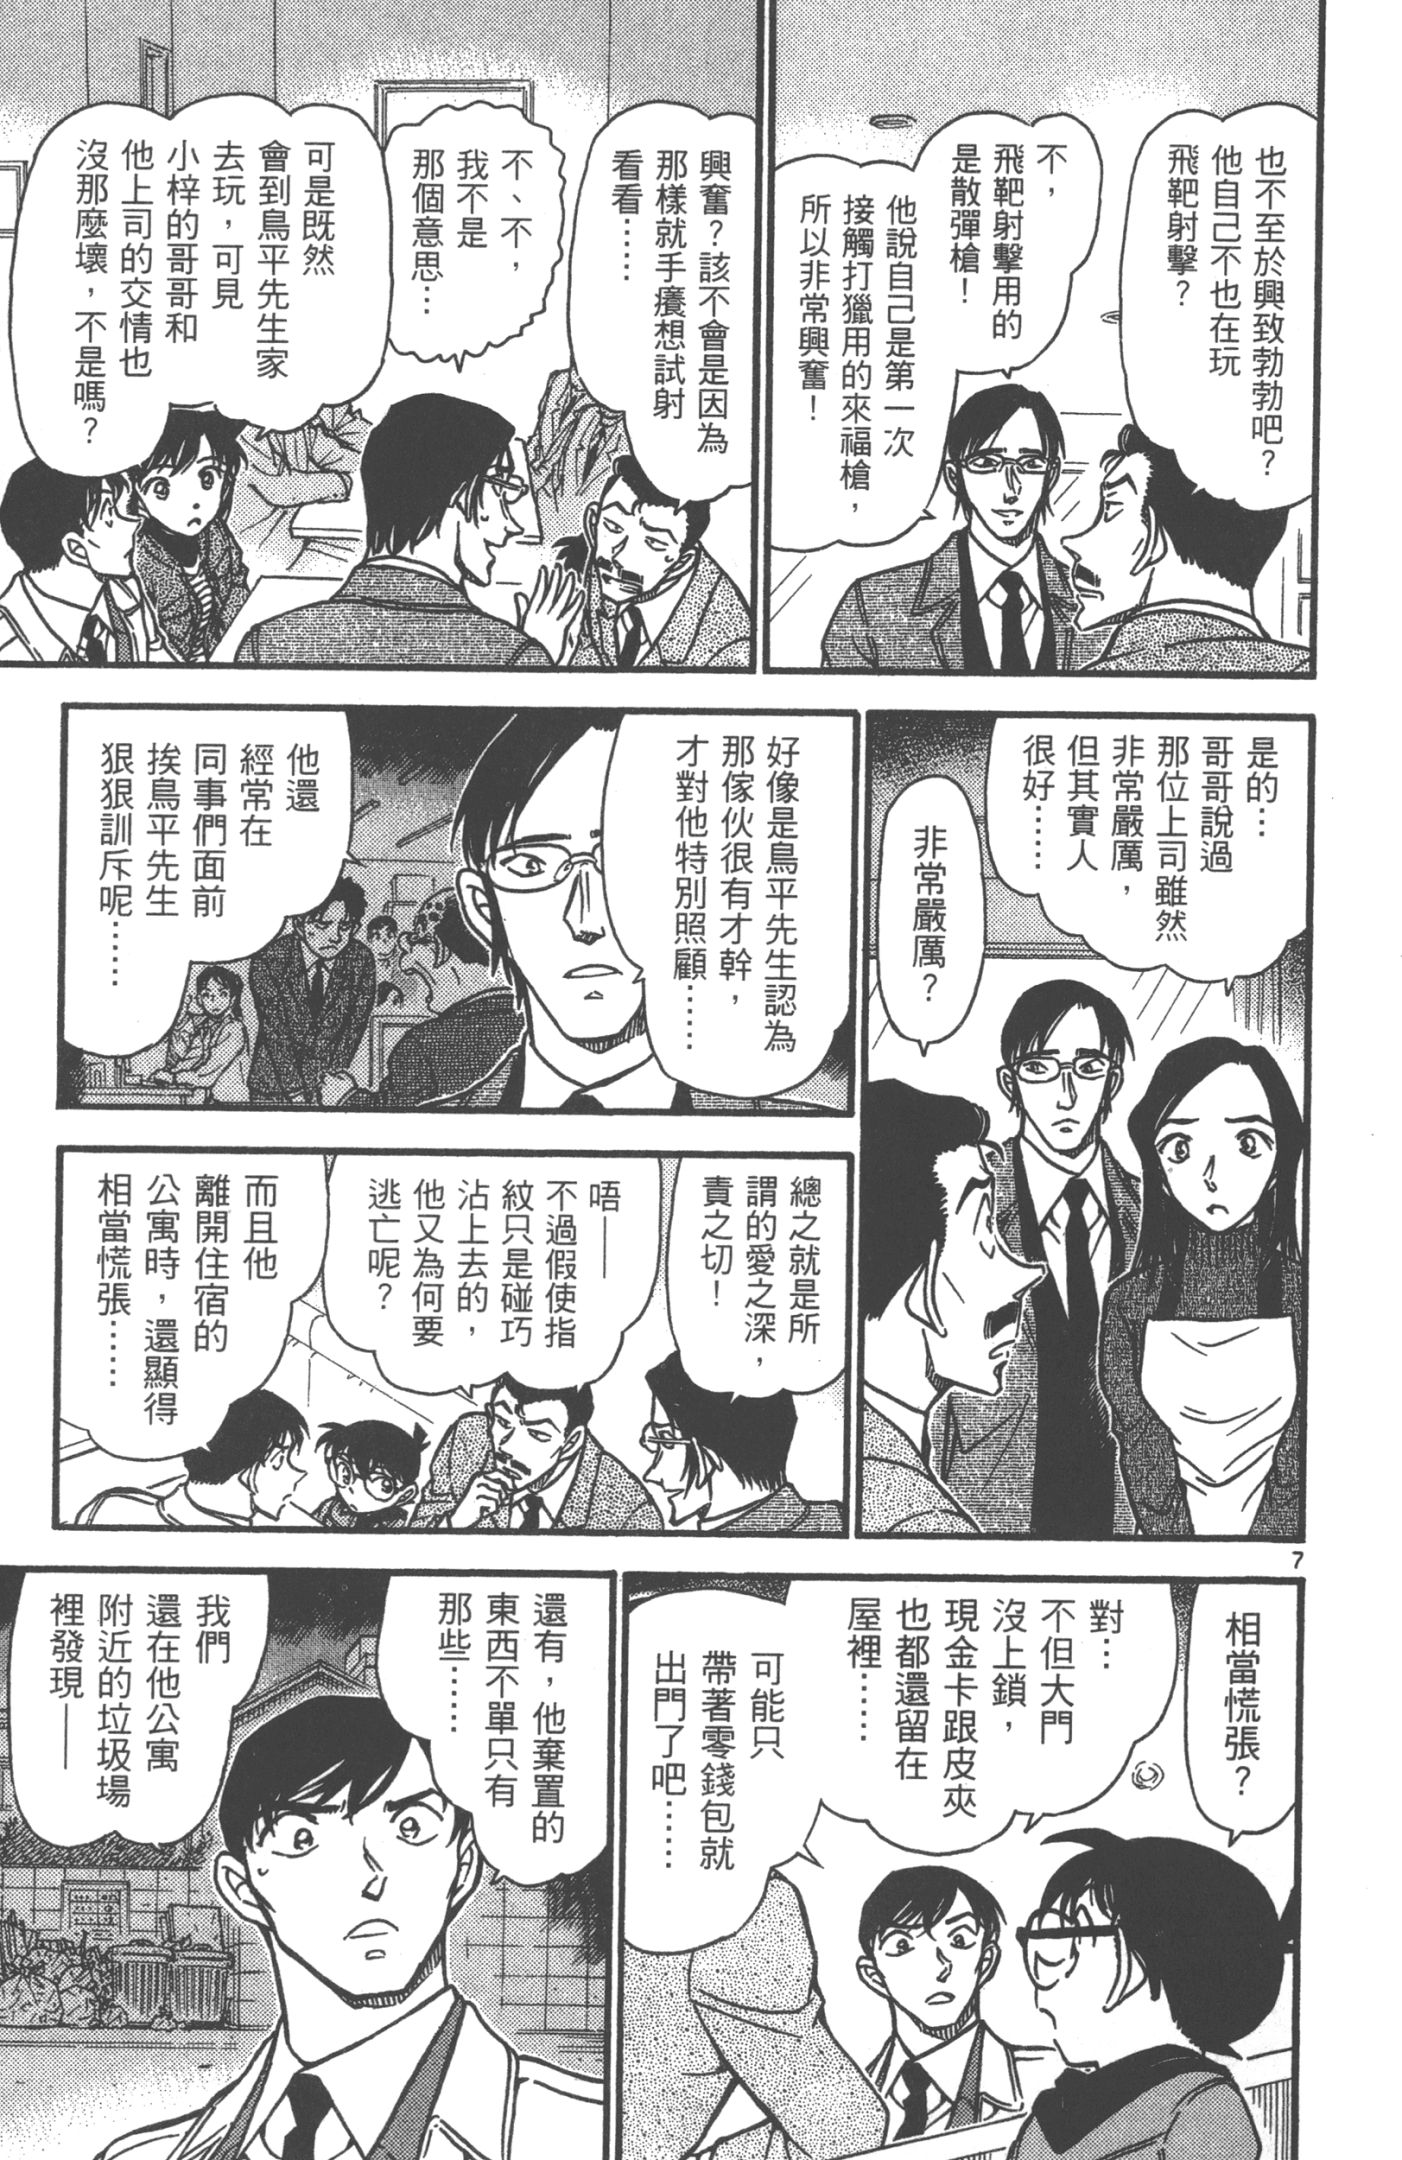 也不至於興致勃勃吧？
他自己不也在玩
飛靶射擊？
不，
飛靶射擊用的
是散彈槍！
他說自己是第一次
接觸打獵用的來福槍，
所以非常興奮！
興奮？該不會是因為
那樣就手癢想試射
看看……
不、不，
我不是
那個意思…
可是既然
會到鳥平先生家
去玩，可見
小梓的哥哥和
他上司的交情也
沒那麼壞，不是嗎？
是的…
哥哥說過
那位上司雖然
非常嚴厲，
但其實人
很好……
非常嚴厲？
好像是鳥平先生認為
那傢伙很有才幹，
才對他特別照顧……
他還
經常在
同事們面前
挨鳥平先生
狠狠訓斥呢……
總之就是所
謂的愛之深，
責之切！
唔——
不過假使指
紋只是碰巧
沾上去的，
他又為何要
逃亡呢？
而且他
離開住宿的
公寓時，還顯得
相當慌張……
7
相當慌張？
對…
不但大門
沒上鎖，
現金卡跟皮夾
也都還留在
屋裡……
可能只
帶著零錢包就
出門了吧……
還有，他棄置的
東西不單只有
那些……
我們
還在他公寓
附近的垃圾場
裡發現——